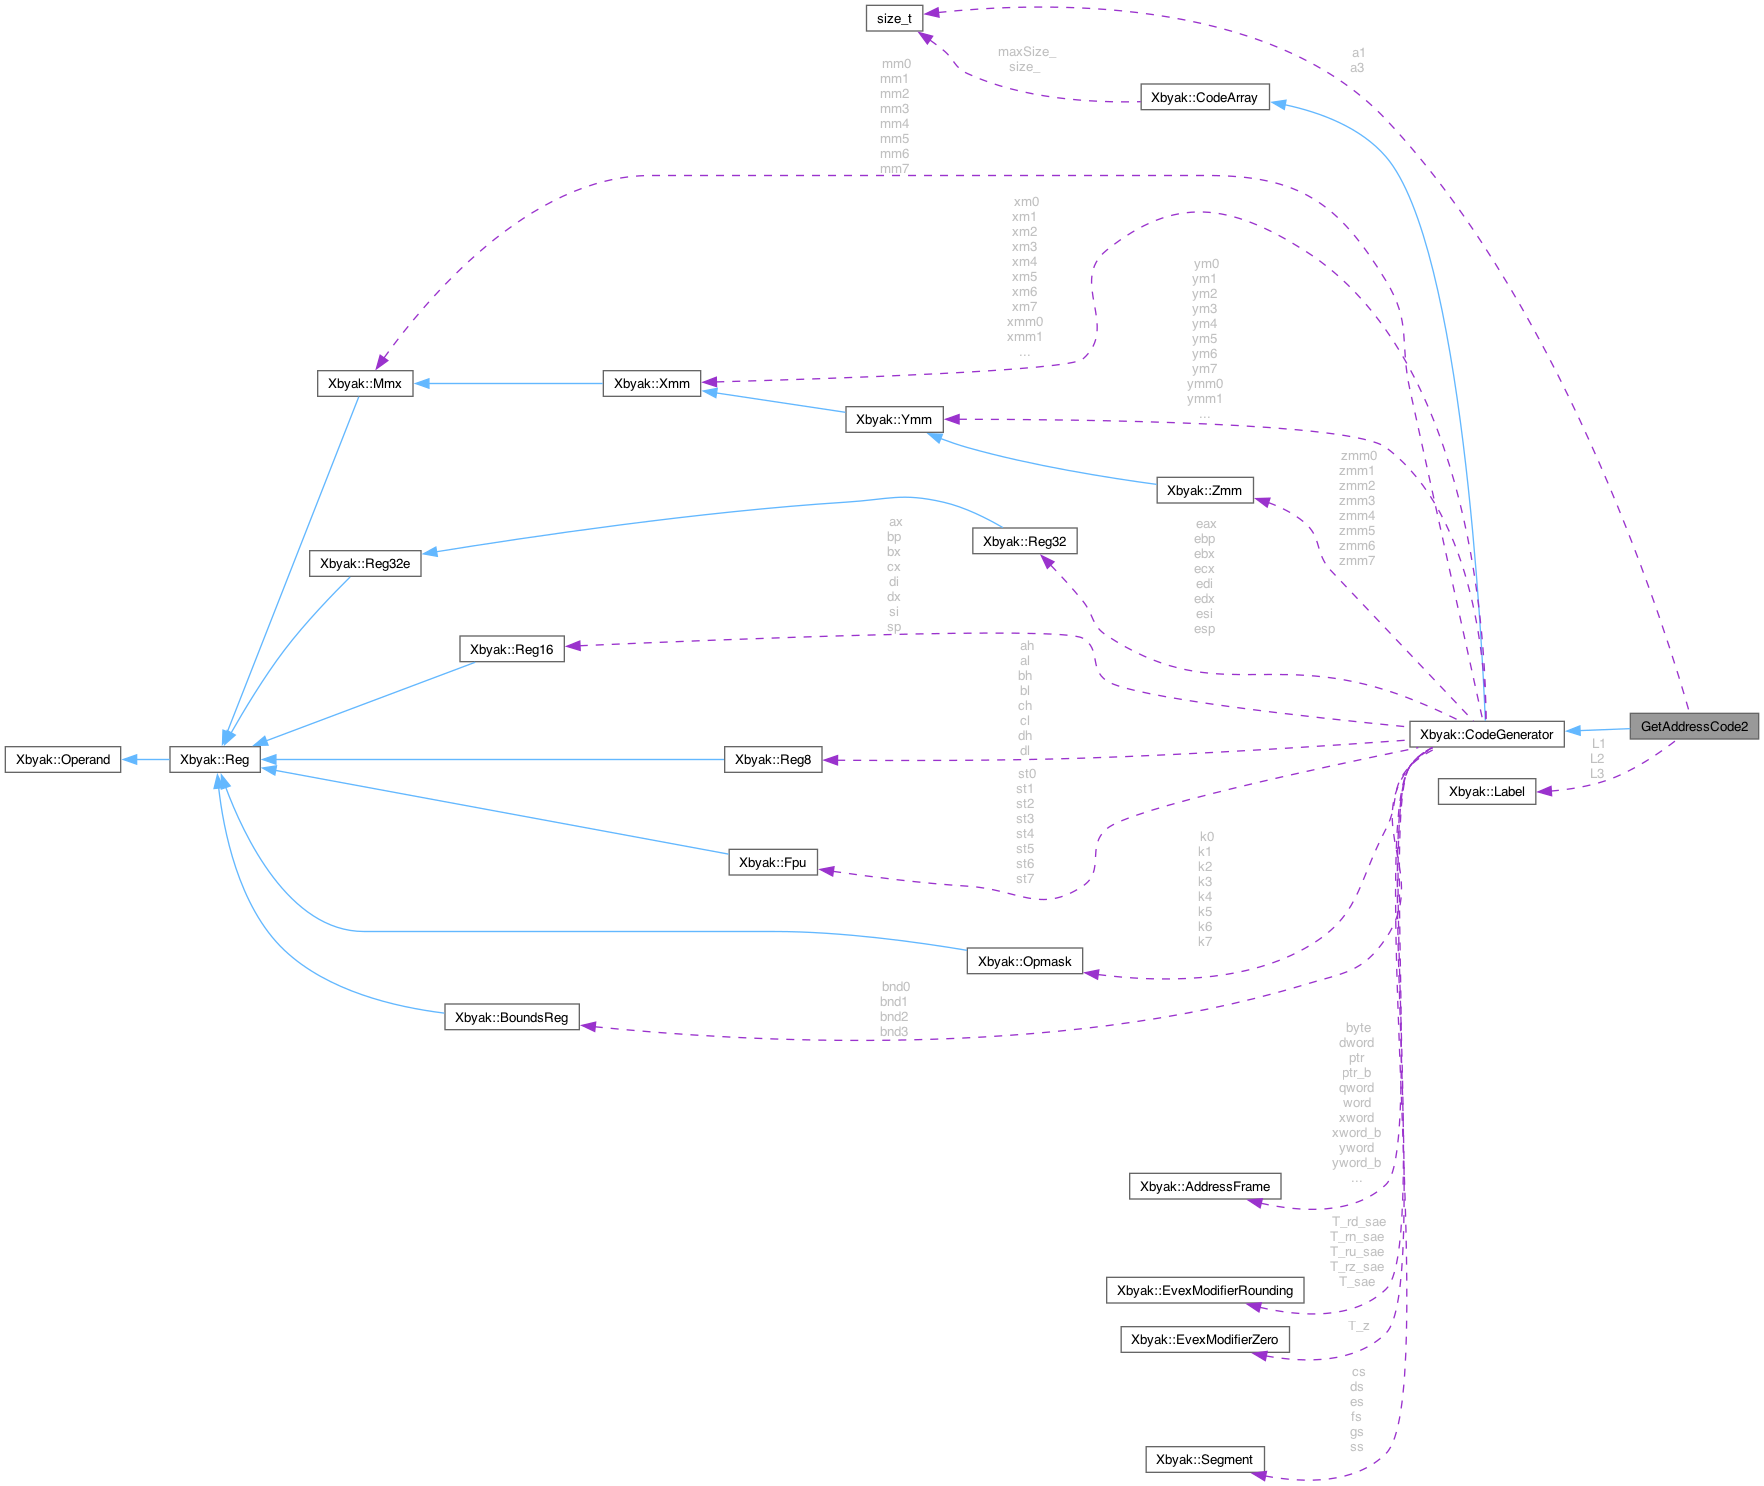 size_t
a1
a3
maxSize_
size_
Xbyak::CodeArray
mm0
mm1
mm2
mm3
mm4
mm5
mm6
mm7
xm0
xm1
xm2
xm3
xm4
xm5
xm6
xm7
xmm0
xmm1
...
ym0
ym1
ym2
ym3
ym4
ym5
ym6
ym7
ymm0
ymm1
...
Xbyak::Mmx
Xbyak::Xmm
Xbyak::Ymm
zmm0
zmm1
zmm2
zmm3
zmm4
zmm5
zmm6
zmm7
Xbyak::Zmm
Xbyak::Reg32
Xbyak::Reg32e
ax
bp
bx
cx
di
dx
si
sp
eax
ebp
ebx
ecx
edi
edx
esi
esp
Xbyak::Reg16
ah
al
bh
bl
ch
cl
dh
dl
Xbyak::CodeGenerator
GetAddressCode2
L1
L2
L3
Xbyak::Label
Xbyak::Operand
Xbyak::Reg
Xbyak::Reg8
st0
st1
st2
st3
st4
st5
st6
st7
Xbyak::Fpu
k0
k1
k2
k3
k4
k5
k6
k7
Xbyak::Opmask
Xbyak::BoundsReg
bnd0
bnd1
bnd2
bnd3
byte
dword
ptr
ptr_b
qword
word
xword
xword_b
yword
yword_b
...
Xbyak::AddressFrame
T_rd_sae
T_rn_sae
T_ru_sae
T_rz_sae
T_sae
Xbyak::EvexModifierRounding
T_z
Xbyak::EvexModifierZero
cs
ds
es
fs
gs
ss
Xbyak::Segment